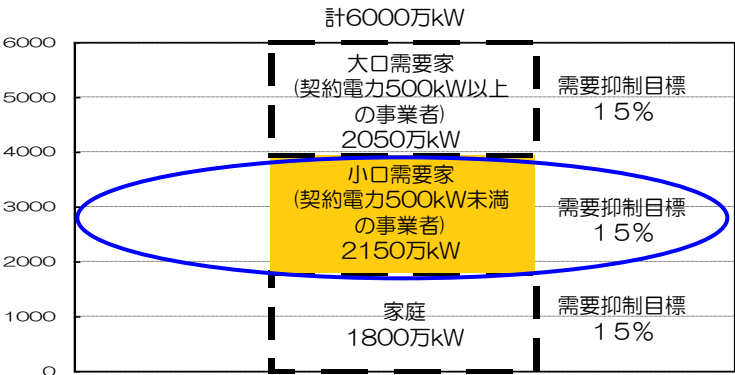 計6000万kW
6000
5000
4000
3000
2000
1000
0
大口需要家
(契約電力500kW以上
の事業者)
2050万kW
需要抑制目標
15%
小口需要家
(契約電力500kW未満
の事業者)
2150万kW
需要抑制目標
15%
家庭
1800万kW
需要抑制目標
15%